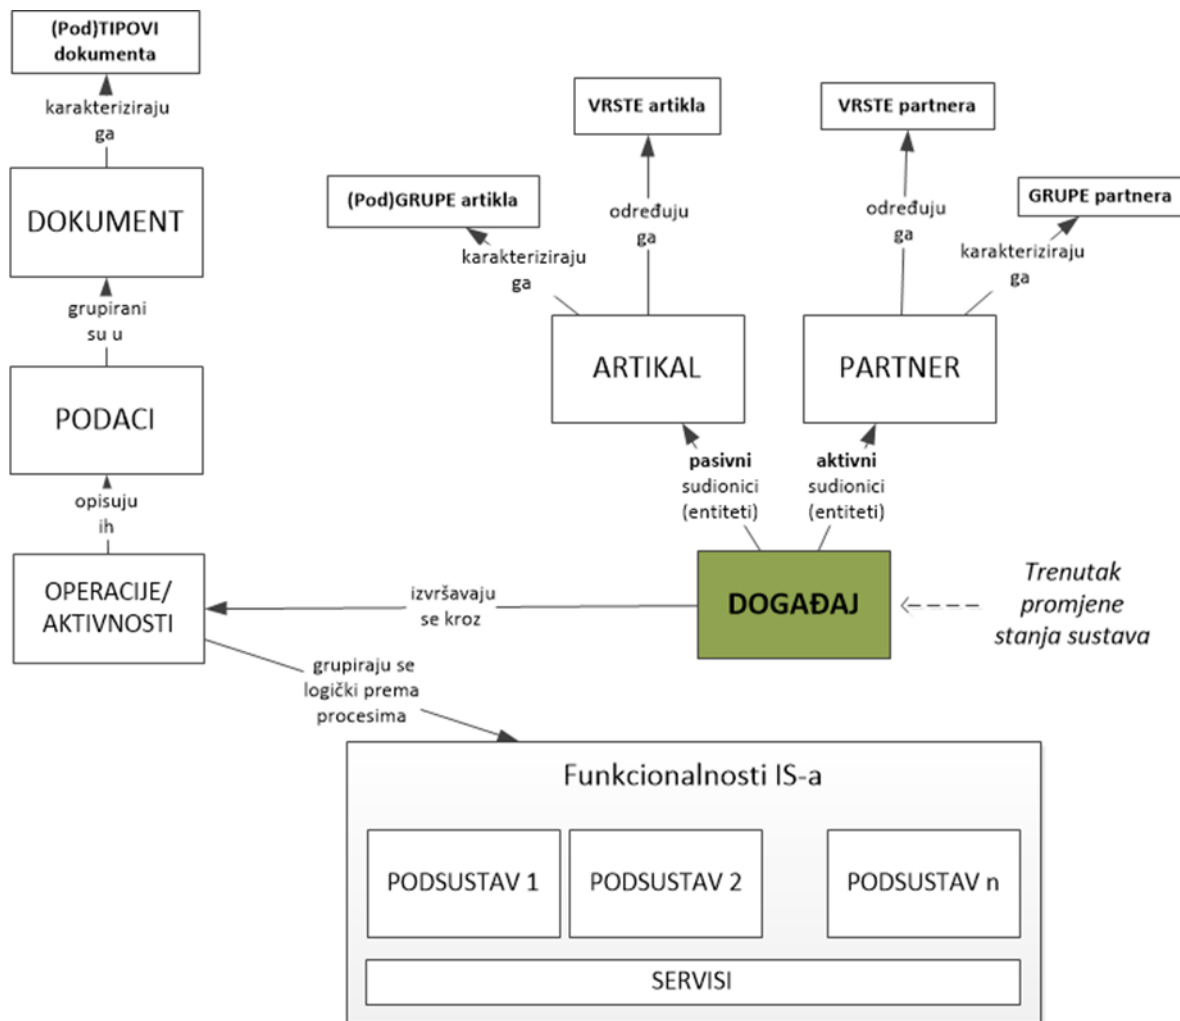 (Pod)TIPOVI
dokumenta
karakteriziraju
ga
DOKUMENT
grupirani
su u
PODACI
opisuju
ih
OPERACIJE/
AKTIVNOSTI
VRSTE artikla
VRSTE partnera
(Pod)GRUPE artikla
GRUPE partnera
određuju
ga
određuju
ga
karakteriziraju
ga
karakteriziraju
ga
ARTIKAL
PARTNER
pasivni
sudionici
(entiteti)
aktivni
sudionici
(entiteti)
DOGAĐAJ
Trenutak
promjene
stanja sustava
izvršavaju
se kroz
grupiraju se
logički prema
procesima
Funkcionalnosti IS-a
PODSUSTAV 1
PODSUSTAV 2
PODSUSTAV n
SERVISI